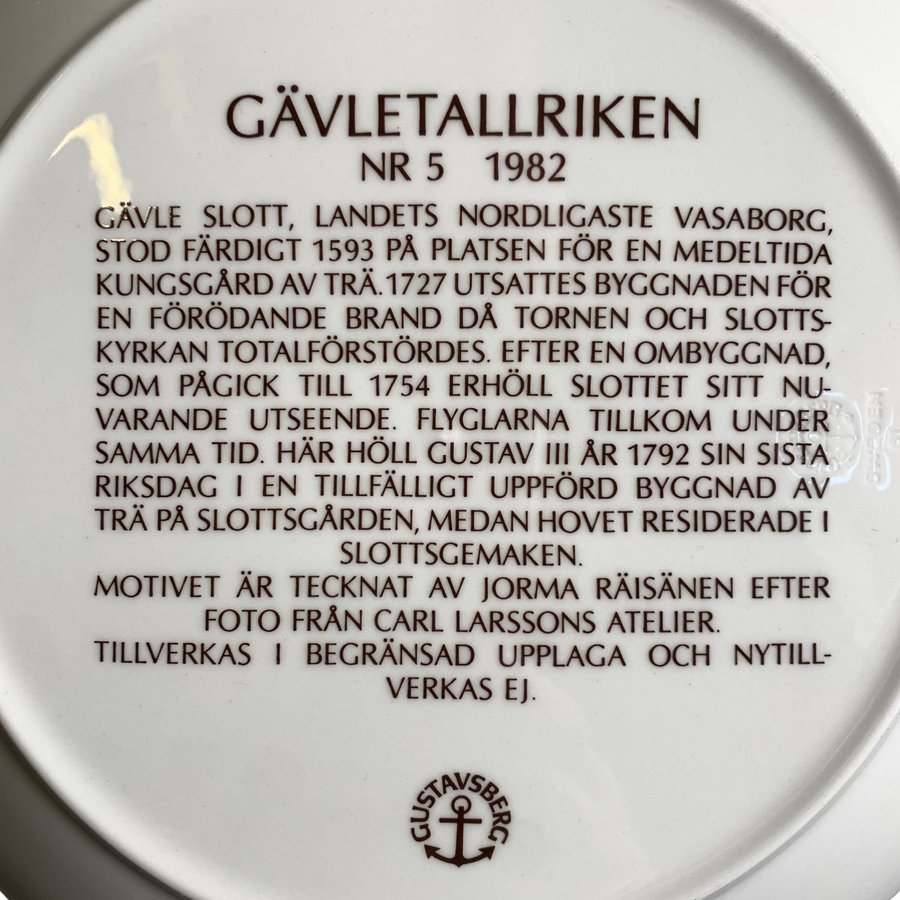 GÄVLETALLRIKEN
NR 5 1982
GÄVLE SLOTT, LANDETS NORDLIGASTE VASABORG,
STOD FÄRDIGT 1593 PÅ PLATSEN FÖR EN MEDELTIDA
KUNGSGÅRD AV TRÄ. 1727 UTSATTES BYGGNADEN FÖR
EN FÖRÖDANDE BRAND DÅ TORNEN OCH SLOTTS-
KYRKAN TOTALFÖRSTÖRDES. EFTER EN OMBYGGNAD,
SOM PÅGICK TILL 1754 ERHÖLL SLOTTET SITT NU-
VARANDE UTSEENDE. FLYGLARNA TILLKOM UNDER
SAMMA TID. HÄR HÖLL GUSTAV III ÅR 1792 SIN SISTA
RIKSDAG I EN TILLFÄLLIGT UPPFÖRD BYGGNAD AV
TRÄ PÅ SLOTTSGÅRDEN, MEDAN HOVET RESIDERADE I
SLOTTSGEMAKEN.
MOTIVET ÄR TECKNAT AV JORMA RÄISÄNEN EFTER
FOTO FRÅN CARL LARSSONS ATELIER.
TILLVERKAS I BEGRÄNSAD UPPLAGA OCH NYTILL-
VERKAS EJ.
GUSTAVSBERG